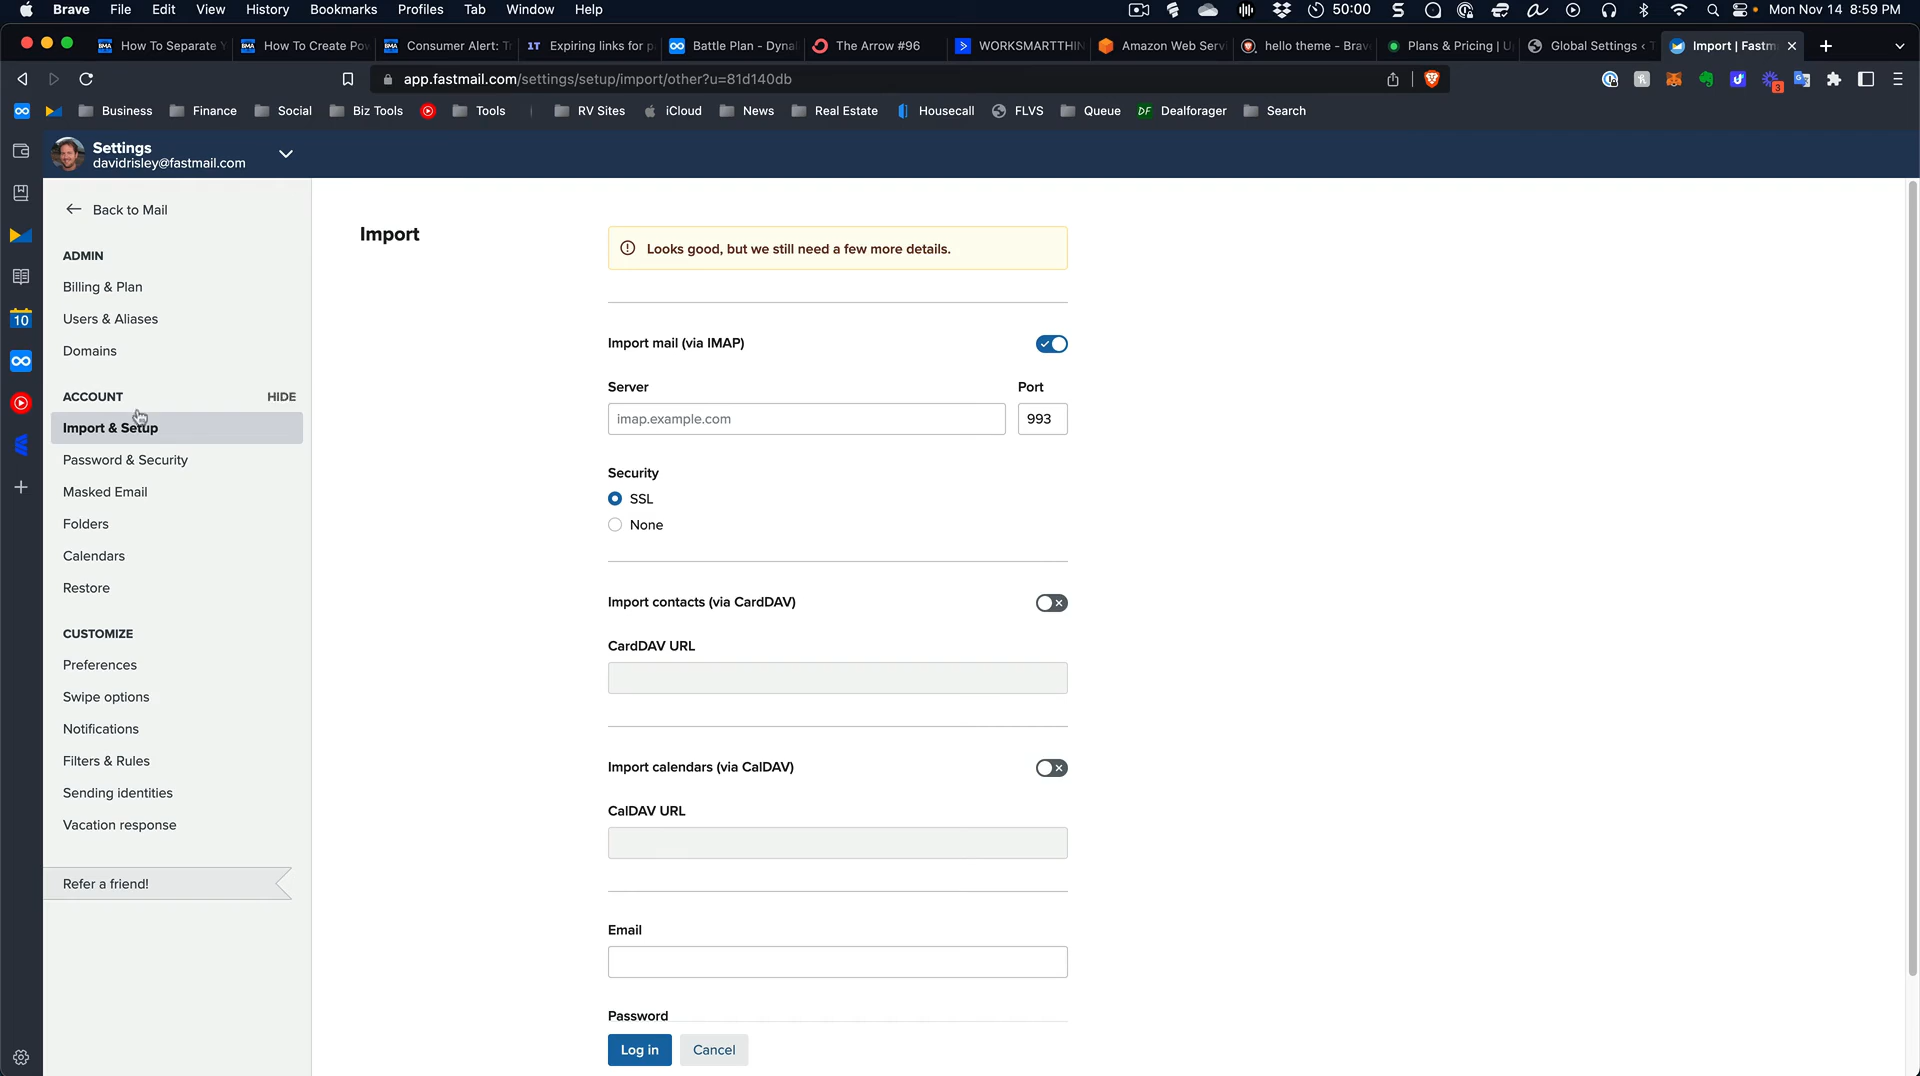 Brave File Edit View History Bookmarks Profiles Tab Window Help 50:00 Mon Nov 14 8:59 PM
How To Separate Y How To Create Pow Consumer Alert: Tr Expiring links for p Battle Plan - Dyna The Arrow #96 WORKSMARTTHIN Amazon Web Servi hello theme - Brav Plans & Pricing | U Global Settings < T Import | Fastm
app.fastmail.com/settings/setup/import/other?u=81d140db 3
Business Finance Social Biz Tools Tools RV Sites iCloud News Real Estate Housecall FLVS Queue DF Dealforager Search
Settings
davidrisley@fastmail.com
10
Back to Mail
ADMIN
Billing & Plan
Users & Aliases
Domains
ACCOUNT HIDE
Import & Setup
Password & Security
Masked Email
Folders
Calendars
Restore
CUSTOMIZE
Preferences
Swipe options
Notifications
Filters & Rules
Sending identities
Vacation response
Refer a friend!
Import
Looks good, but we still need a few more details.
Import mail (via IMAP)
Server Port
imap.example.com 993
Security
SSL
None
Import contacts (via CardDAV)
CardDAV URL
Import calendars (via CalDAV)
CalDAV URL
Email
Password
Log in Cancel